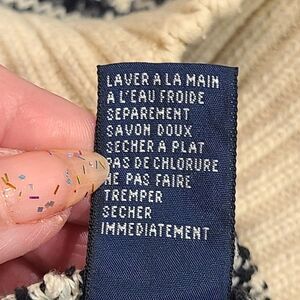 LAVER A LA MAIN
A L'EAU FROIDE
SEPAREMENT
SAVON DOUX
SECHER A PLAT
PAS DE CHLORURE
NE PAS FAIRE
TREMPER
SECHER
IMMEDIATEMENT